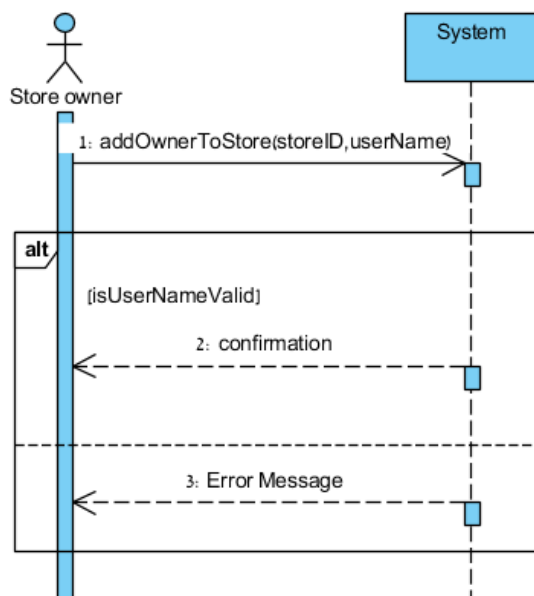 System
Store owner
1: addOwnerToStore(storeID,userName)
alt
[isUserNameValid]
2: confirmation
3: Error Message